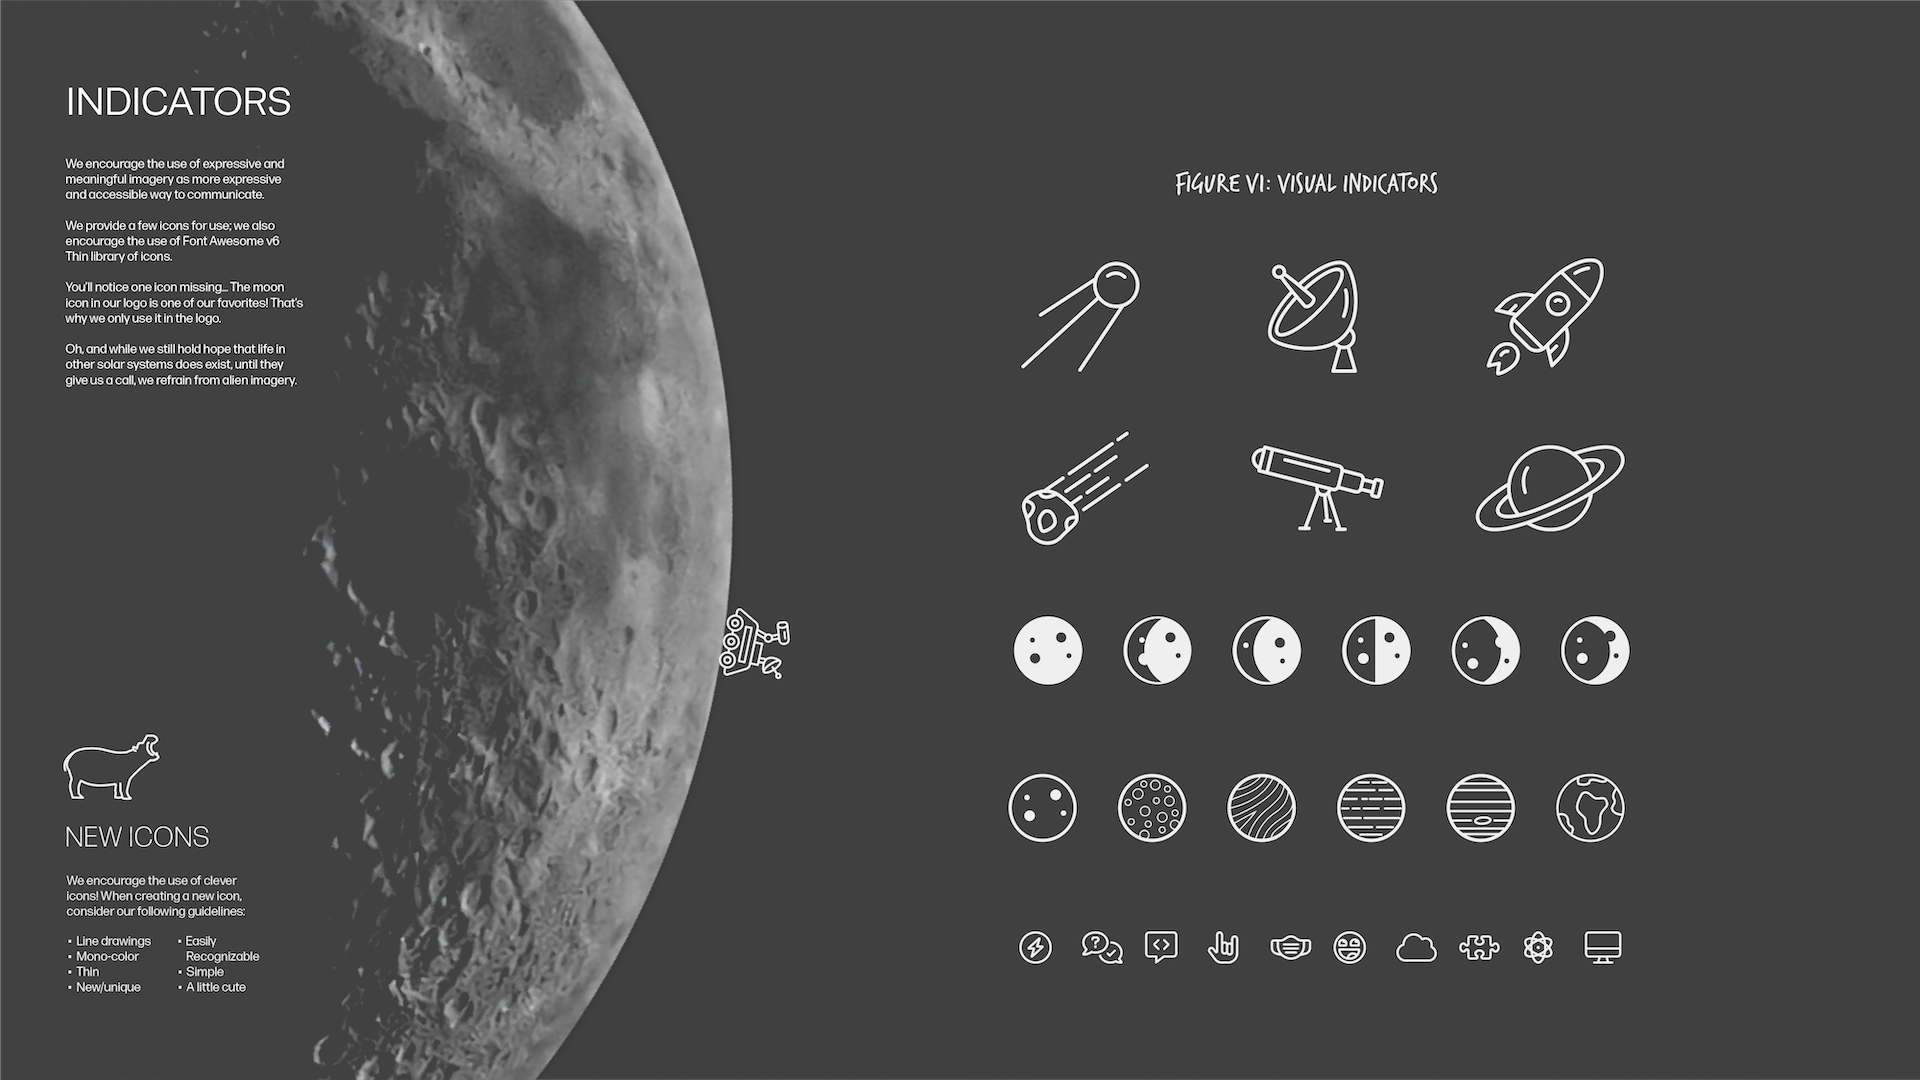 INDICATORS
We encourage the use of expressive and
meaningful imagery as more expressive
and accessible way to communicate.
We provide a few icons for use; we also
encourage the use of Font Awesome v6
Thin library of icons.
You'll notice one icon missing... The moon
icon in our logo is one of our favorites! That's
why we only use it in the logo.
Oh, and while we still hold hope that life in
other solar systems does exist, until they
give us a call, we refrain from alien imagery.
NEW ICONS
We encourage the use of clever
icons! When creating a new icon,
consider our following guidelines:
• Line drawings
• Mono-color
• Thin
• New/unique
• Easily
Recognizable
• Simple
• A little cute
FIGURE VI: VISUAL INDICATORS